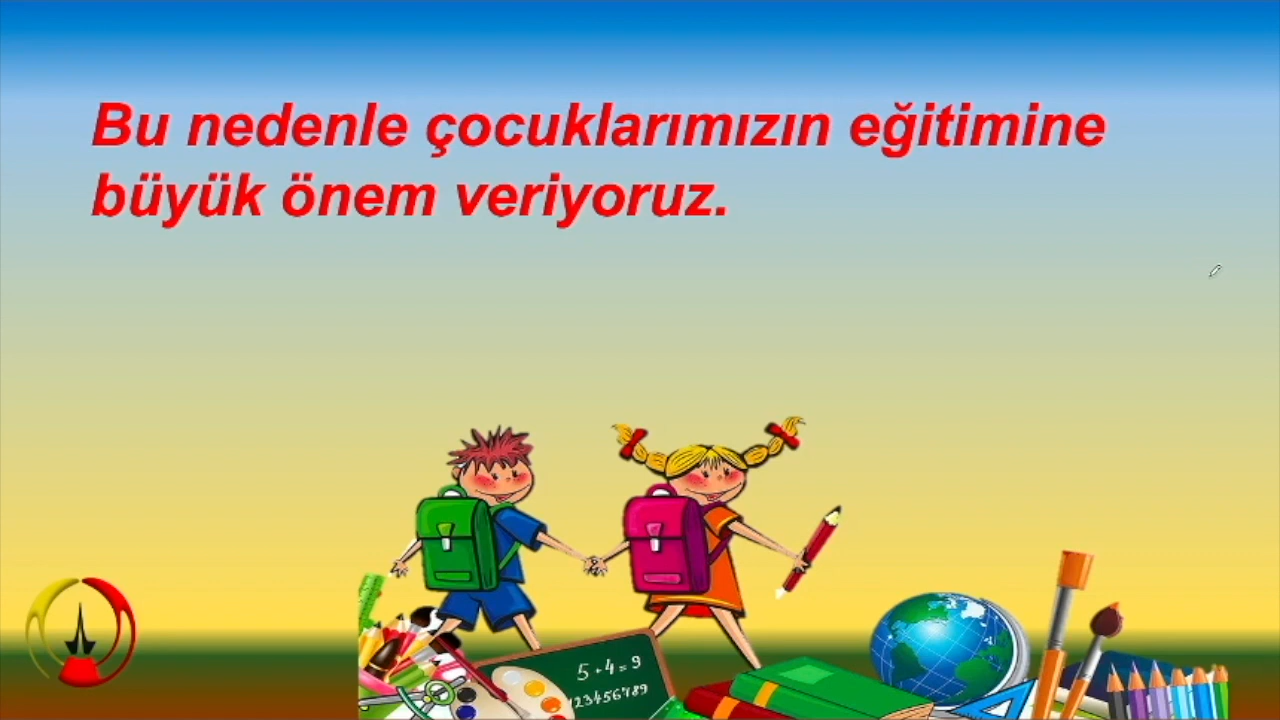 Bu nedenle çocuklarımızın eğitimine
büyük önem veriyoruz.
5+4=9
123456789